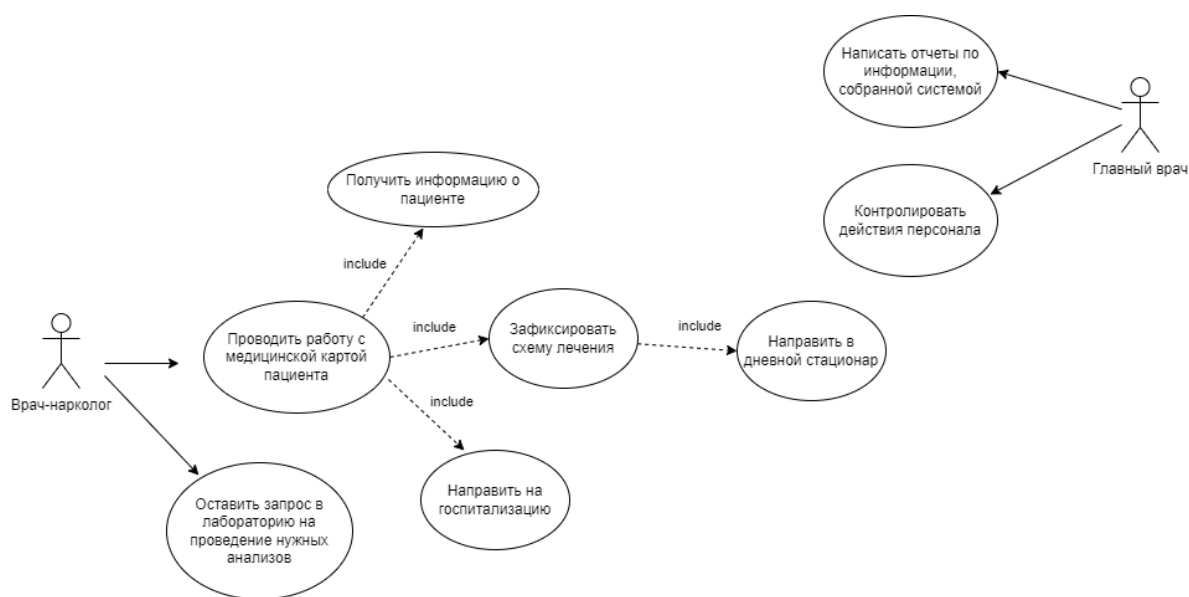 Написать отчеты по
информации,
собранной системой
Главный врач
Получить информацию о
пациенте
Контролировать
действия персонала
include
Проводить работу с
медицинской картой
пациента
include
Зафиксировать
схему лечения
include
Направить в
дневной стационар
Врач-нарколог
include
Оставить запрос в
лабораторию на
проведение нужных
анализов
Направить на
госпитализацию